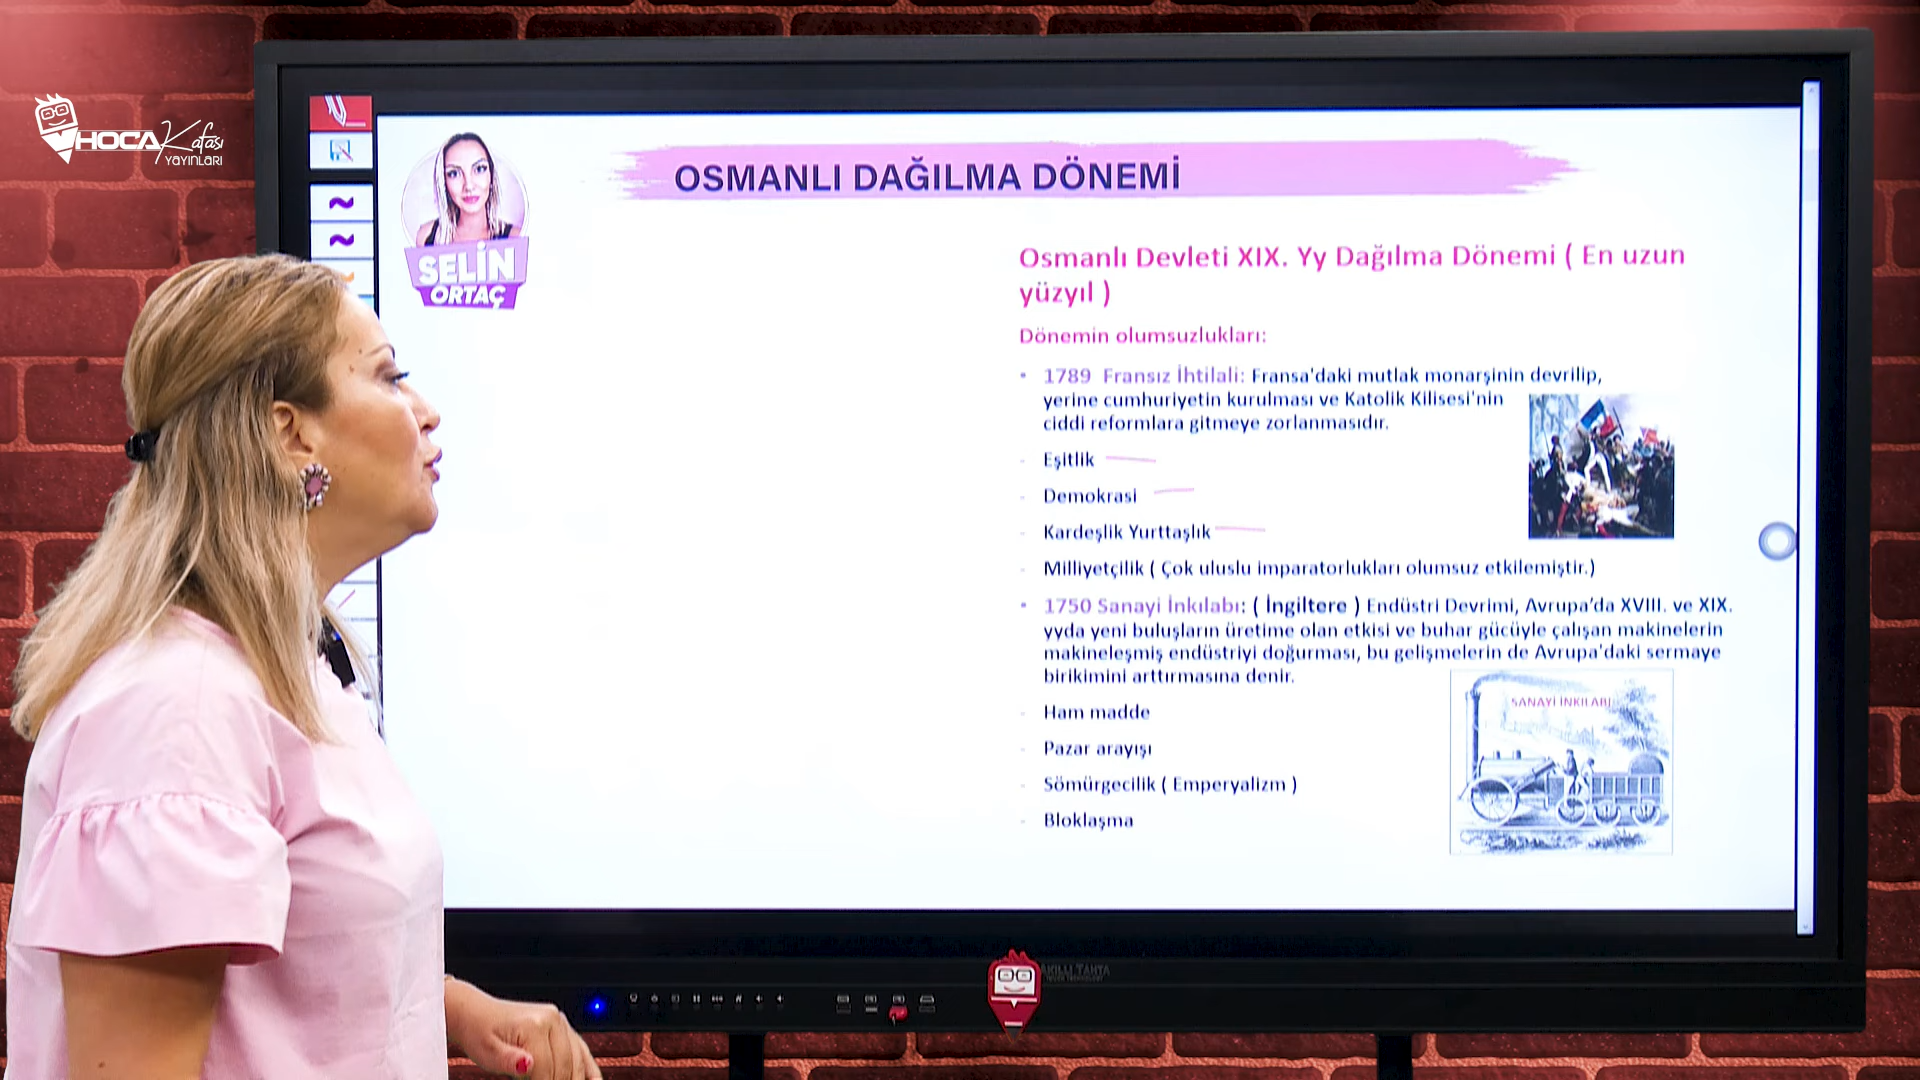 HOCA Kafası
YAYINLARI
SELİN
ORTAÇ
OSMANLI DAĞILMA DÖNEMİ
Osmanlı Devleti XIX. Yy Dağılma Dönemi ( En uzun
yüzyıl )
Dönemin olumsuzlukları:
• 1789 Fransız İhtilali: Fransa'daki mutlak monarşinin devrilip,
yerine cumhuriyetin kurulması ve Katolik Kilisesi'nin
ciddi reformlara gitmeye zorlanmasıdır.
- Eşitlik
- Demokrasi
- Kardeşlik Yurttaşlık
- Milliyetçilik ( Çok uluslu imparatorlukları olumsuz etkilemiştir.)
• 1750 Sanayi İnkılabı: ( İngiltere ) Endüstri Devrimi, Avrupa'da XVIII. ve XIX.
yyda yeni buluşların üretime olan etkisi ve buhar gücüyle çalışan makinelerin
makineleşmiş endüstriyi doğurması, bu gelişmelerin de Avrupa'daki sermaye
birikimini arttırmasına denir.
SANAYİ İNKILABI
- Ham madde
- Pazar arayışı
- Sömürgecilik ( Emperyalizm )
- Bloklaşma
AKILLI TAHTA